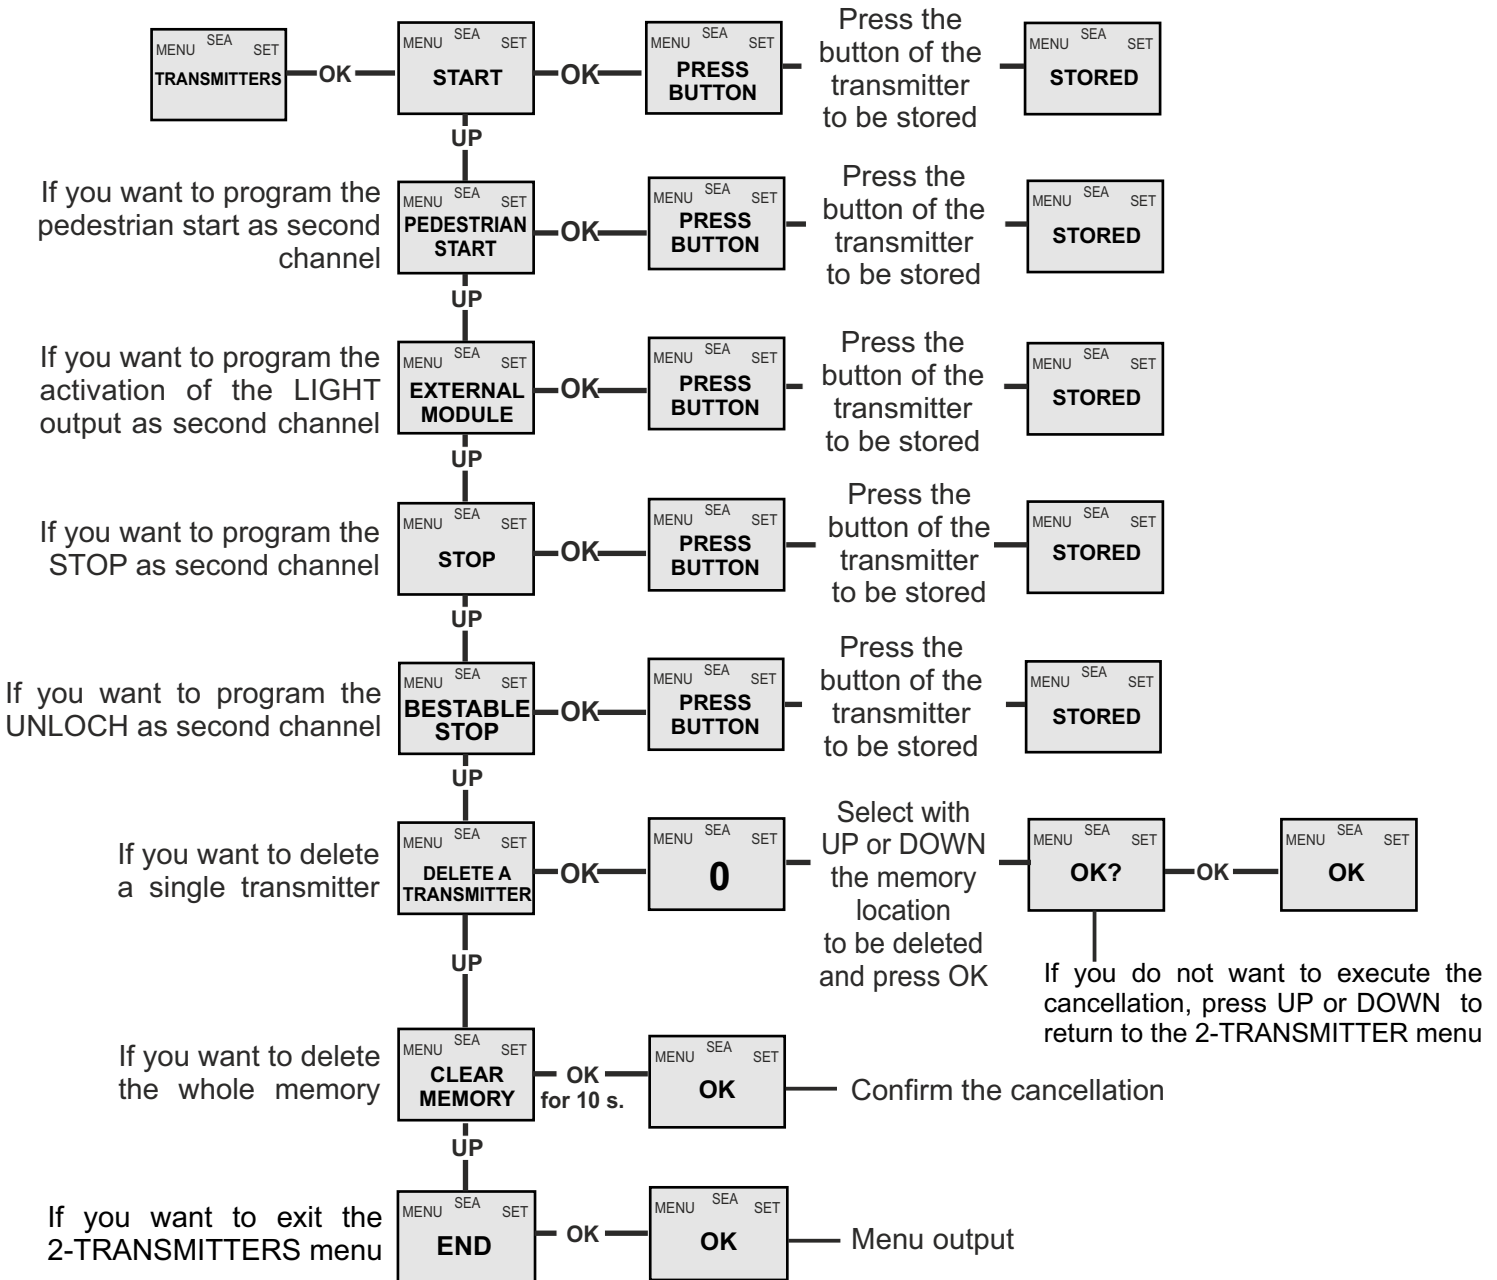 MENU SEA SET
TRANSMITTERS
OK
MENU SEA SET
START
OK
MENU SEA SET
PRESS
BUTTON
Press the
button of the
transmitter
to be stored
MENU SEA SET
STORED
UP
If you want to program the
pedestrian start as second
channel
MENU SEA SET
PEDESTRIAN
START
OK
MENU SEA SET
PRESS
BUTTON
Press the
button of the
transmitter
to be stored
MENU SEA SET
STORED
UP
If you want to program the
activation of the LIGHT
output as second channel
MENU SEA SET
EXTERNAL
MODULE
OK
MENU SEA SET
PRESS
BUTTON
Press the
button of the
transmitter
to be stored
MENU SEA SET
STORED
UP
If you want to program the
STOP as second channel
MENU SEA SET
STOP
OK
MENU SEA SET
PRESS
BUTTON
Press the
button of the
transmitter
to be stored
MENU SEA SET
STORED
UP
If you want to program the
UNLOCH as second channel
MENU SEA SET
BESTABLE
STOP
OK
MENU SEA SET
PRESS
BUTTON
Press the
button of the
transmitter
to be stored
MENU SEA SET
STORED
UP
If you want to delete
a single transmitter
MENU SEA SET
DELETE A
TRANSMITTER
OK
MENU SEA SET
0
Select with
UP or DOWN
the memory
location
to be deleted
and press OK
MENU SEA SET
OK?
OK
MENU SEA SET
OK
If you do not want to execute the
cancellation, press UP or DOWN to
return to the 2-TRANSMITTER menu
UP
If you want to delete
the whole memory
MENU SEA SET
CLEAR
MEMORY
OK
for 10 s.
MENU SEA SET
OK
Confirm the cancellation
UP
If you want to exit the
2-TRANSMITTERS menu
MENU SEA SET
END
OK
MENU SEA SET
OK
Menu output